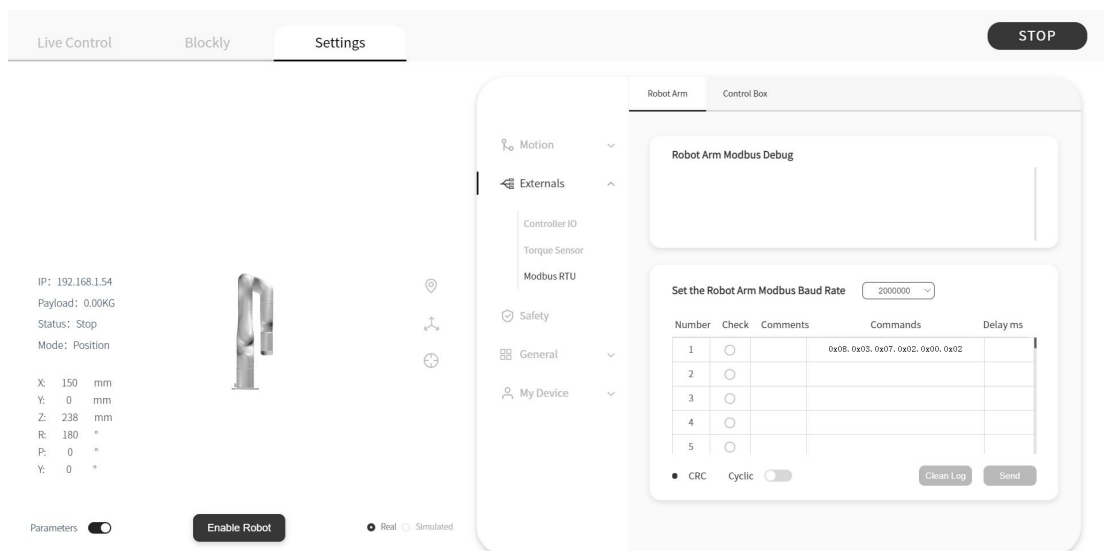 Live Control Blockly Settings STOP
Robot Arm Control Box
Motion
Externals
Controller IO
Torque Sensor
Modbus RTU
Safety
General
My Device
Robot Arm Modbus Debug
Set the Robot Arm Modbus Baud Rate 2000000
Number Check Comments Commands Delay ms
1 0x08. 0x03. 0x07. 0x02. 0x00. 0x02
2
3
4
5
CRC Cyclic Clean Log Send
IP: 192.168.1.54
Payload: 0.00KG
Status: Stop
Mode: Position
X: 150 mm
Y: 0 mm
Z: 238 mm
R: 180 °
P: 0 °
Y: 0 °
Parameters Enable Robot Real Simulated